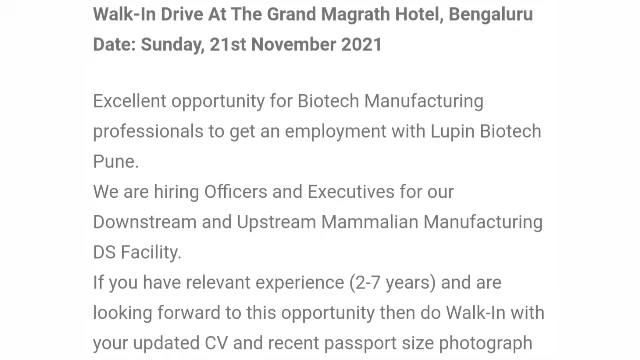 Walk-In Drive At The Grand Magrath Hotel, Bengaluru
Date: Sunday, 21st November 2021
Excellent opportunity for Biotech Manufacturing
professionals to get an employment with Lupin Biotech
Pune.
We are hiring Officers and Executives for our
Downstream and Upstream Mammalian Manufacturing
DS Facility.
If you have relevant experience (2-7 years) and are
looking forward to this opportunity then do Walk-In with
your updated CV and recent passport size photograph